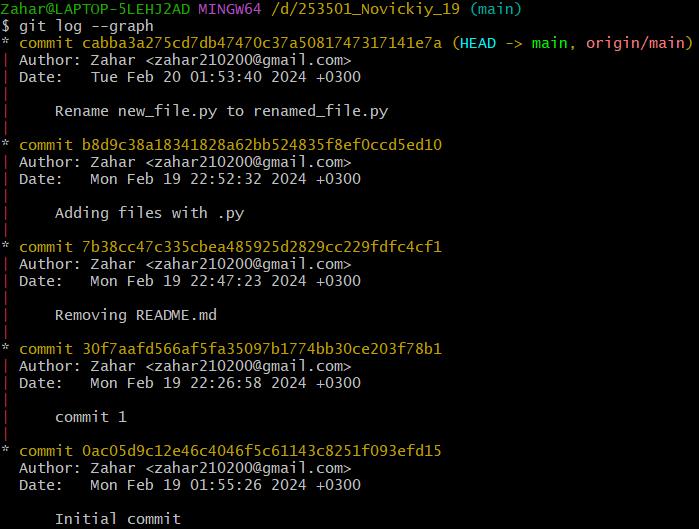 Zahar@LAPTOP-5LEHJ2AD MINGW64 /d/253501_Novickiy_19 (main)
$ git log --graph
* commit cabba3a275cd7db47470c37a5081747317141e7a (HEAD -> main, origin/main)
| Author: Zahar <zahar210200@gmail.com>
| Date:   Tue Feb 20 01:53:40 2024 +0300
|
|     Rename new_file.py to renamed_file.py
|
* commit b8d9c38a18341828a62bb524835f8ef0ccd5ed10
| Author: Zahar <zahar210200@gmail.com>
| Date:   Mon Feb 19 22:52:32 2024 +0300
|
|     Adding files with .py
|
* commit 7b38cc47c335cbea485925d2829cc229fdfc4cf1
| Author: Zahar <zahar210200@gmail.com>
| Date:   Mon Feb 19 22:47:23 2024 +0300
|
|     Removing README.md
|
* commit 30f7aafd566af5fa35097b1774bb30ce203f78b1
| Author: Zahar <zahar210200@gmail.com>
| Date:   Mon Feb 19 22:26:58 2024 +0300
|
|     commit 1
|
* commit 0ac05d9c12e46c4046f5c61143c8251f093efd15
  Author: Zahar <zahar210200@gmail.com>
  Date:   Mon Feb 19 01:55:26 2024 +0300

      Initial commit